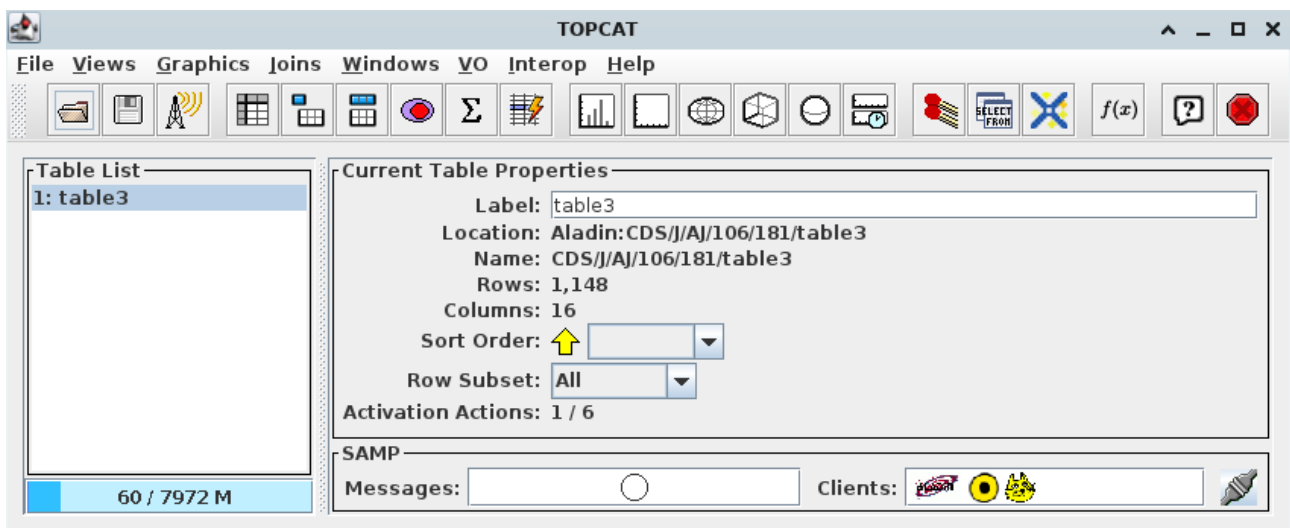 TOPCAT
File Views Graphics Joins Windows VO Interop Help
Σ SELECT FROM f(x) ?
Table List
1: table3
60 / 7972 M
Current Table Properties
Label: table3
Location: Aladin:CDS/J/AJ/106/181/table3
Name: CDS/J/AJ/106/181/table3
Rows: 1,148
Columns: 16
Sort Order:
Row Subset: All
Activation Actions: 1 / 6
SAMP
Messages:
Clients: